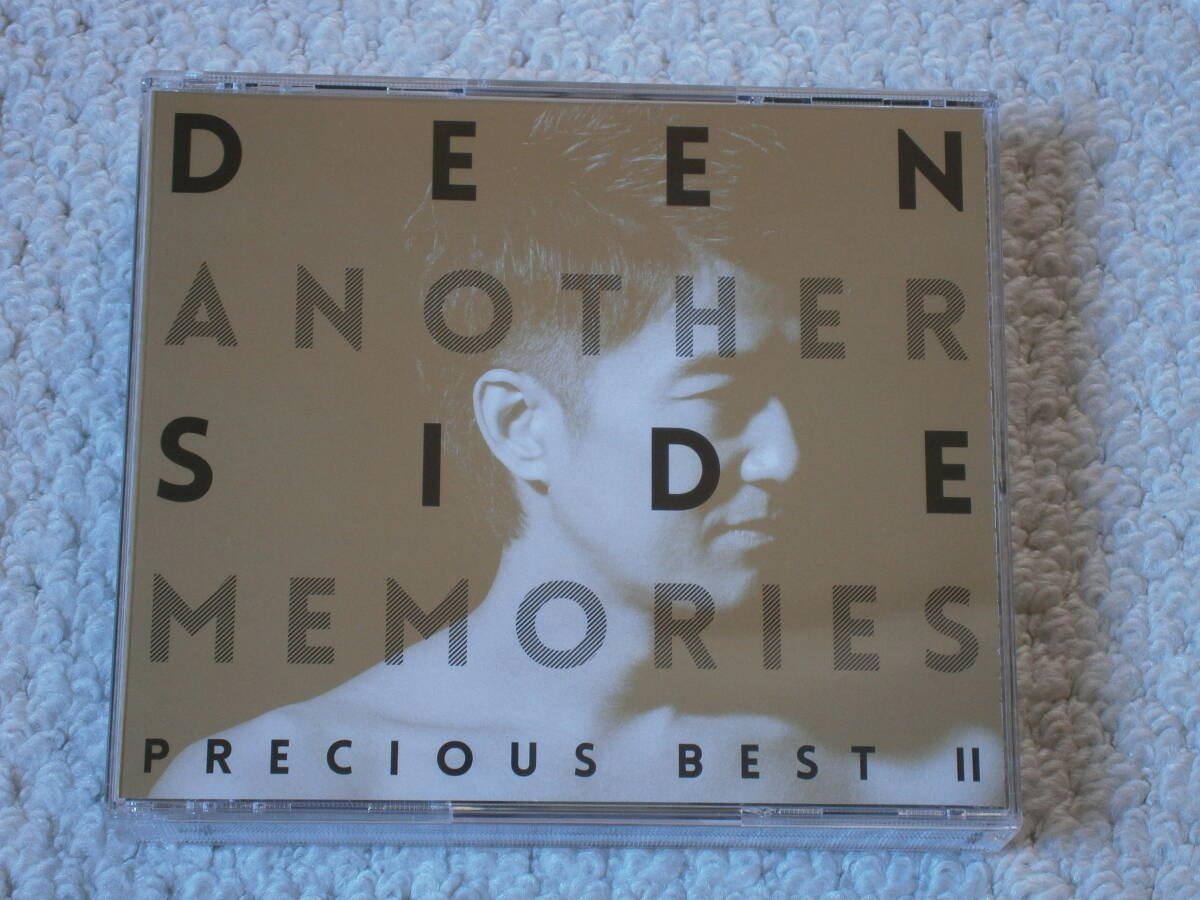 DEEN
ANOTHER
SIDE
MEMORIES
PRECIOUS BEST II